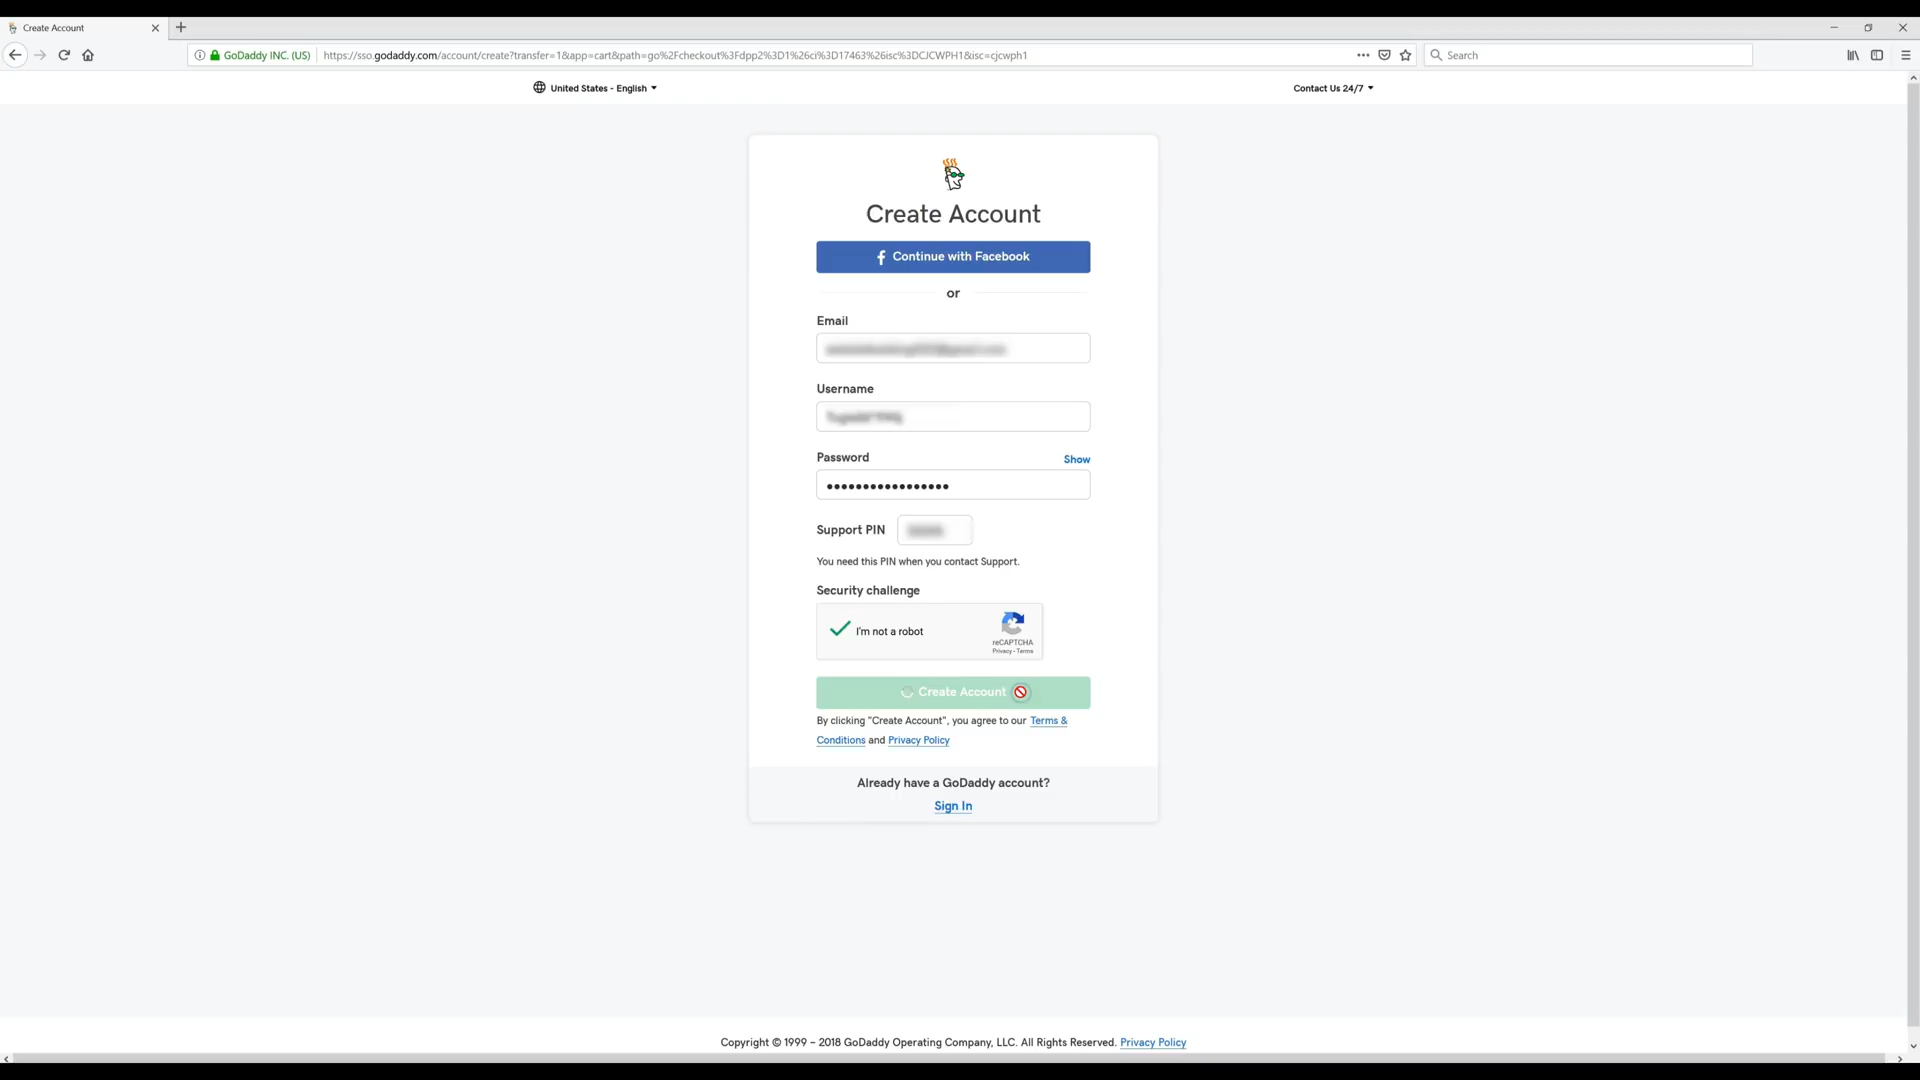 Create Account
GoDaddy INC. (US)
https://sso.godaddy.com/account/create?transfer=1&app=cart&path=go%2Fcheckout%3Fdpp2%3D1%26ci%3D17463%26isc%3DCJCWPH1&isc=cjcwph1
Search
United States - English
Contact Us 24/7
Create Account
Continue with Facebook
or
Email
Username
Password
Show
Support PIN
You need this PIN when you contact Support.
Security challenge
I'm not a robot
reCAPTCHA
Privacy - Terms
Create Account
By clicking "Create Account", you agree to our Terms &
Conditions and Privacy Policy
Already have a GoDaddy account?
Sign In
Copyright © 1999 – 2018 GoDaddy Operating Company, LLC. All Rights Reserved. Privacy Policy